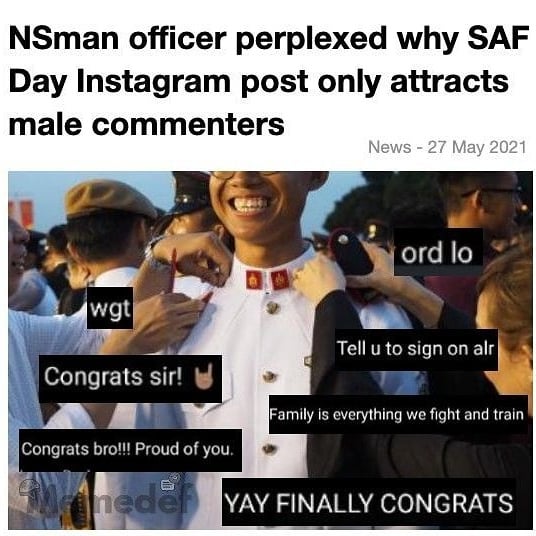 NSman officer perplexed why SAF
Day Instagram post only attracts
male commenters
News - 27 May 2021
ord lo
wgt
Tell u to sign on alr
Congrats sir! 🤘🏽
Family is everything we fight and train
Congrats bro!!! Proud of you.
Memedef
YAY FINALLY CONGRATS